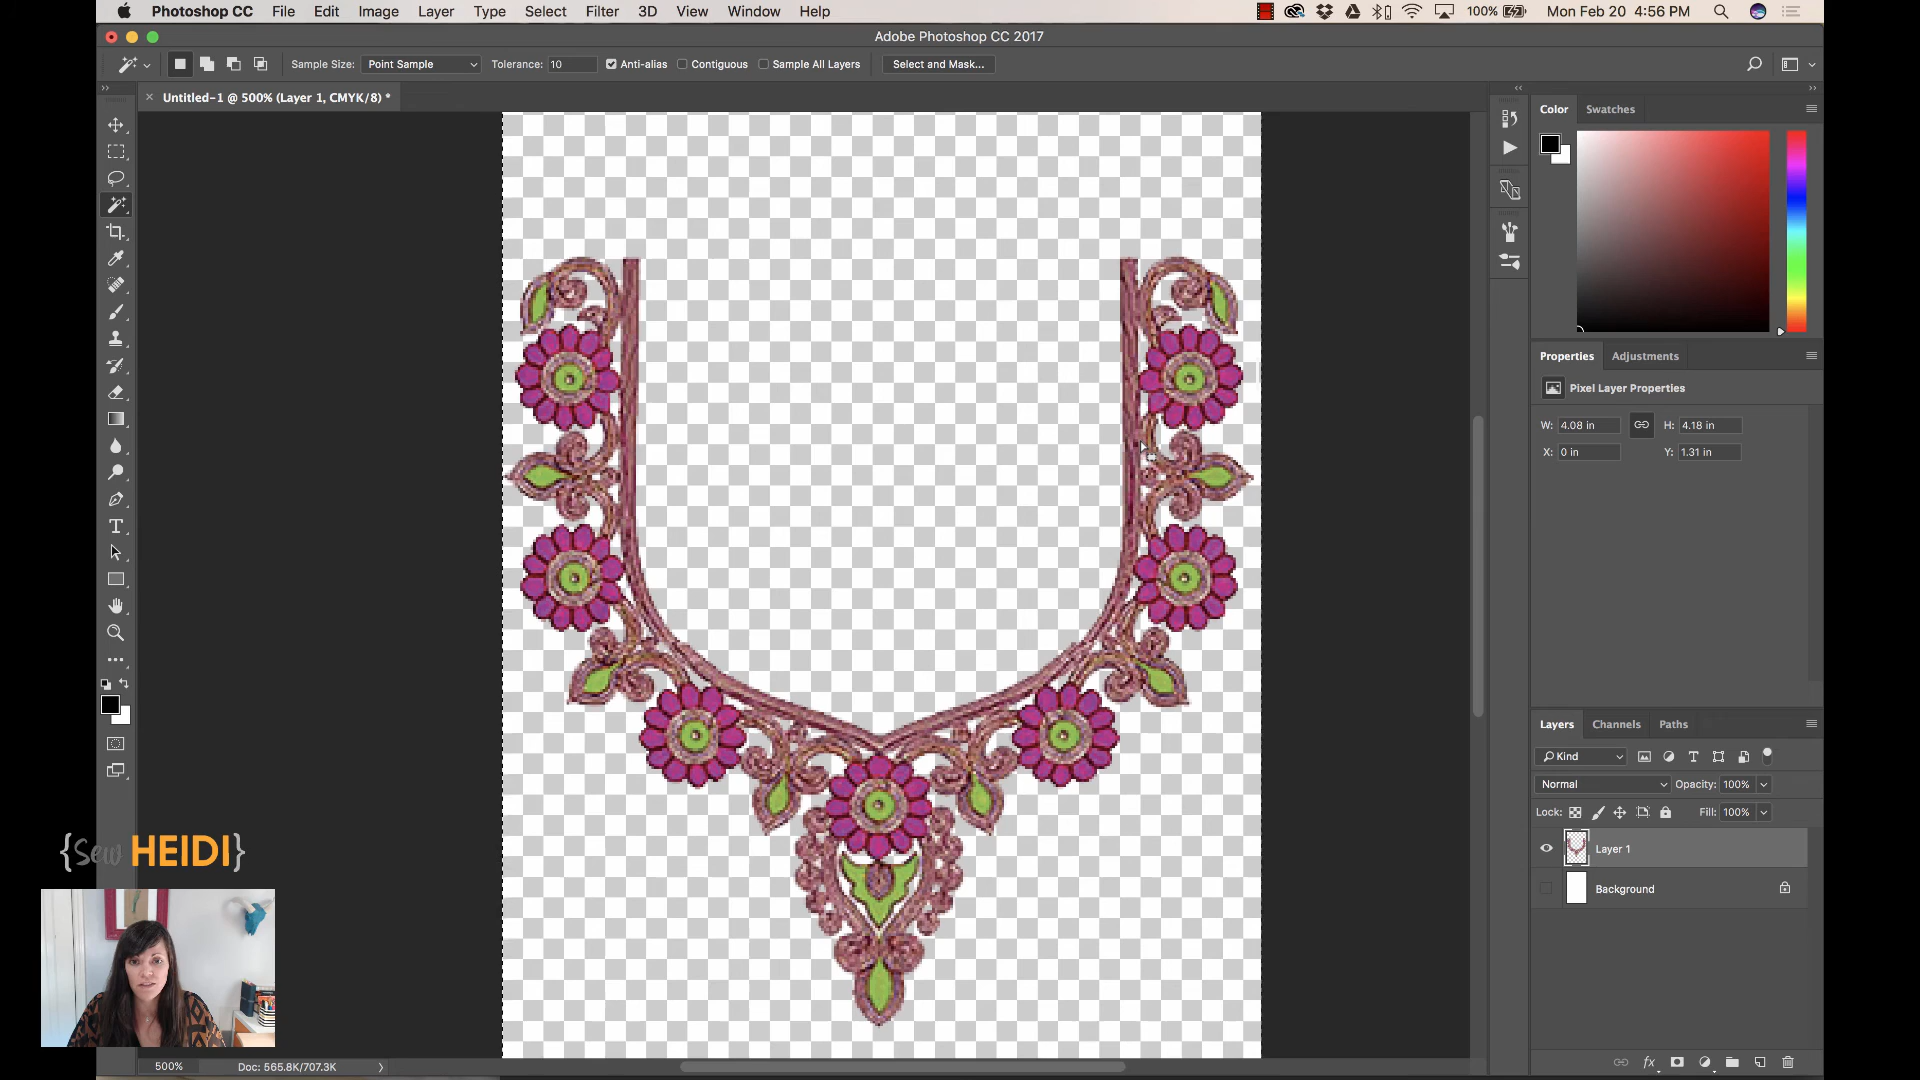 Photoshop CC File Edit Image Layer Type Select Filter 3D View Window Help 100% Mon Feb 20 4:56 PM
Adobe Photoshop CC 2017
Sample Size: Point Sample Tolerance: 10 Anti-alias Contiguous Sample All Layers Select and Mask...
Untitled-1 @ 500% (Layer 1, CMYK/8) *
Color Swatches
Properties Adjustments
Pixel Layer Properties
W: 4.08 in H: 4.18 in
X: 0 in Y: 1.31 in
Layers Channels Paths
Kind
Normal Opacity: 100%
Lock: Fill: 100%
Layer 1
Background
{Sew HEIDI}
500% Doc: 565.8K/707.3K